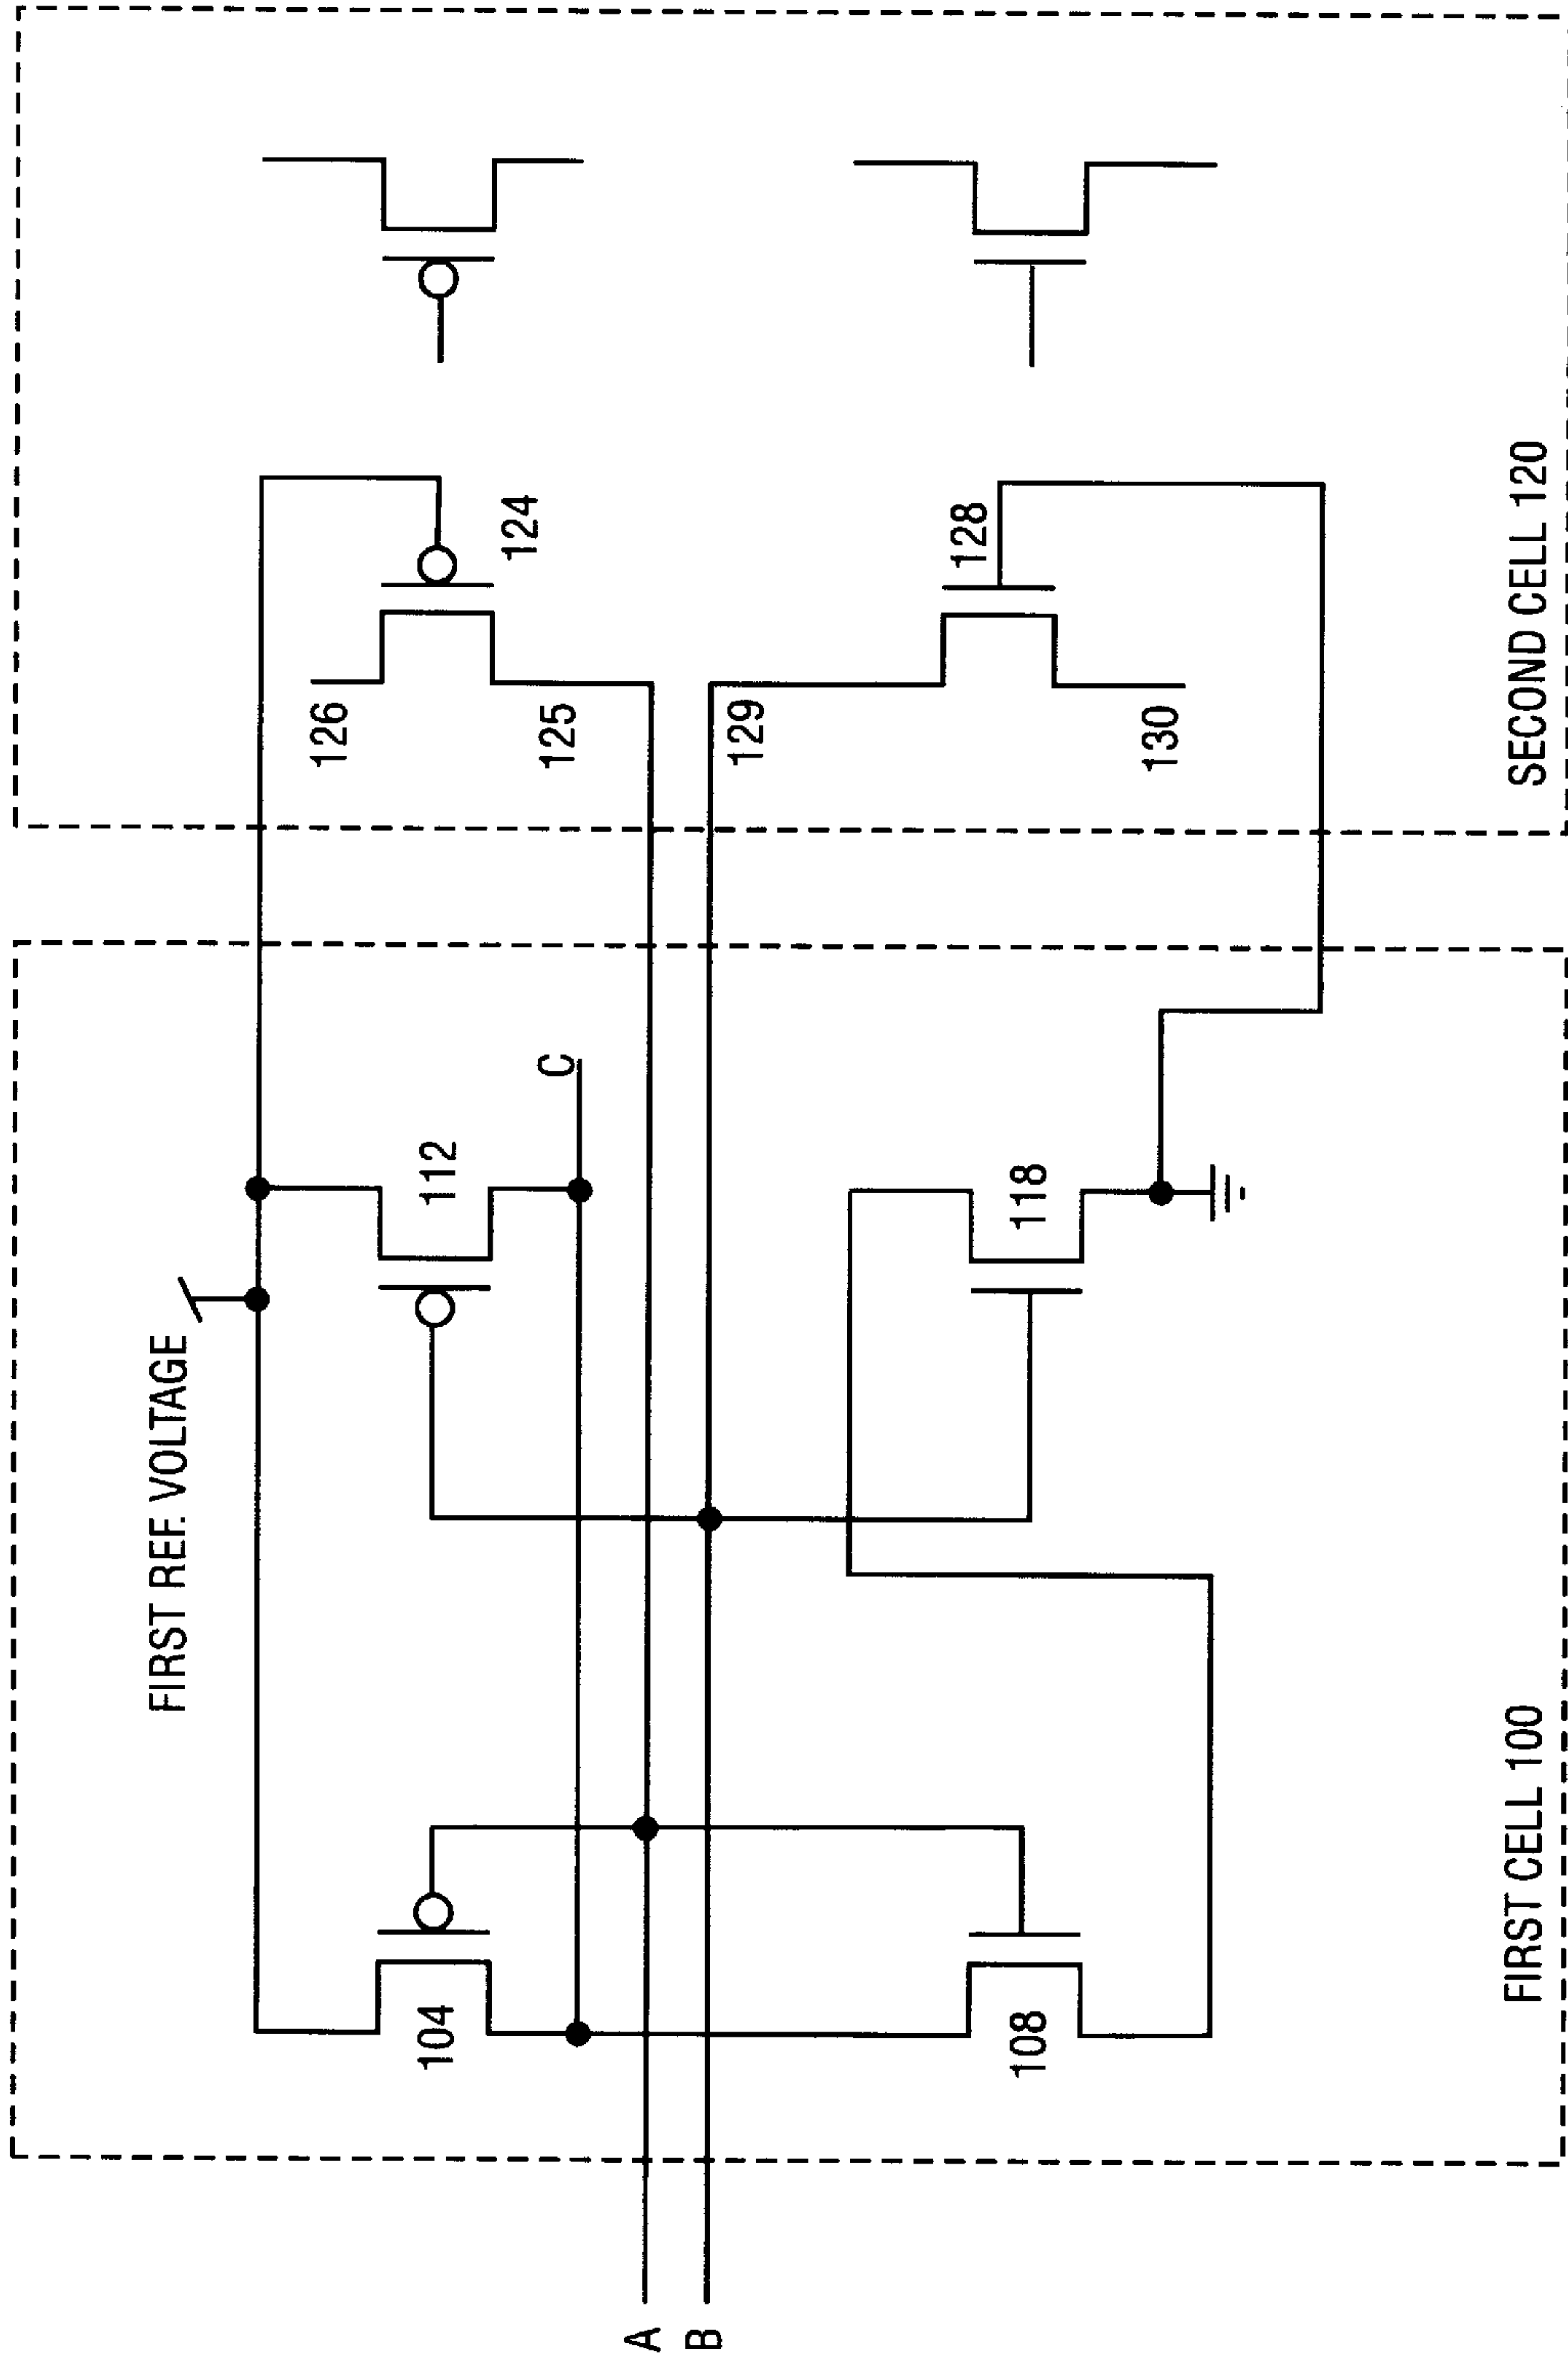 FIRST REF. VOLTAGE
126
124
112
C
104
125
A
B
129
128
118
108
130
FIRST CELL 100
SECOND CELL 120